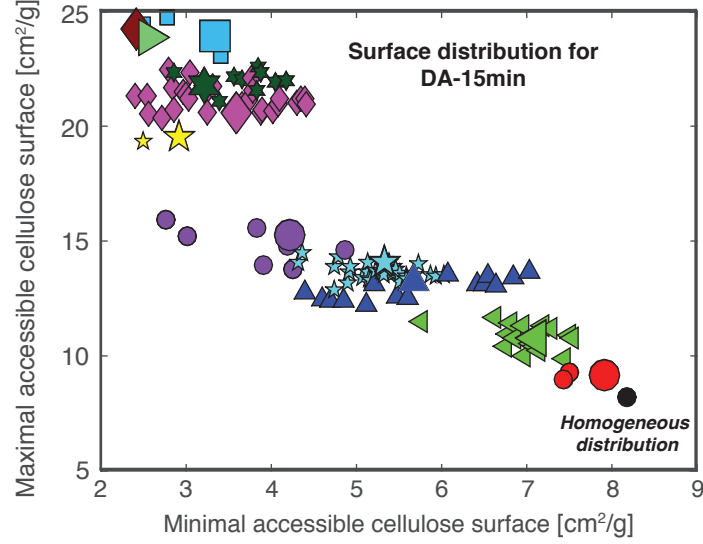 25
20
15
10
5
2
3
4
5
6
7
8
9
Maximal accessible cellulose surface [cm²/g]
Minimal accessible cellulose surface [cm²/g]
Surface distribution for
DA-15min
Homogeneous
distribution